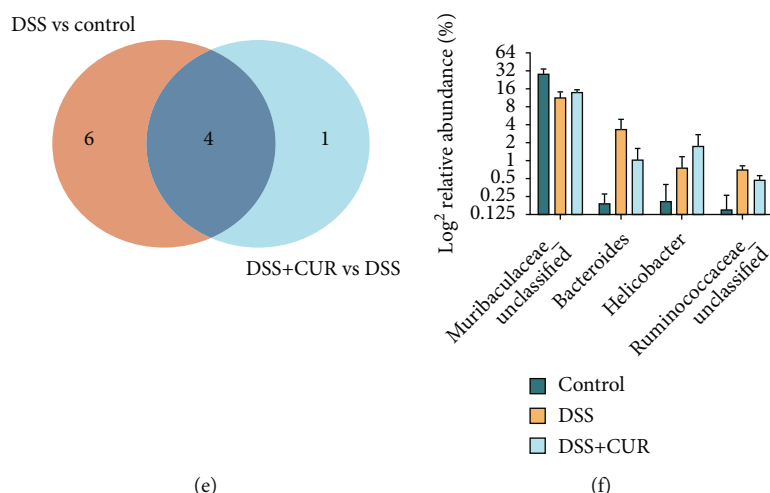 DSS vs control
6
4
1
DSS+CUR vs DSS
(e)
Log² relative abundance (%)
64
32
16
8
4
2
1
0.5
0.25
0.125
Muribaculaceae_
unclassified
Bacteroides
Helicobacter
Ruminococcaceae_
unclassified
Control
DSS
DSS+CUR
(f)